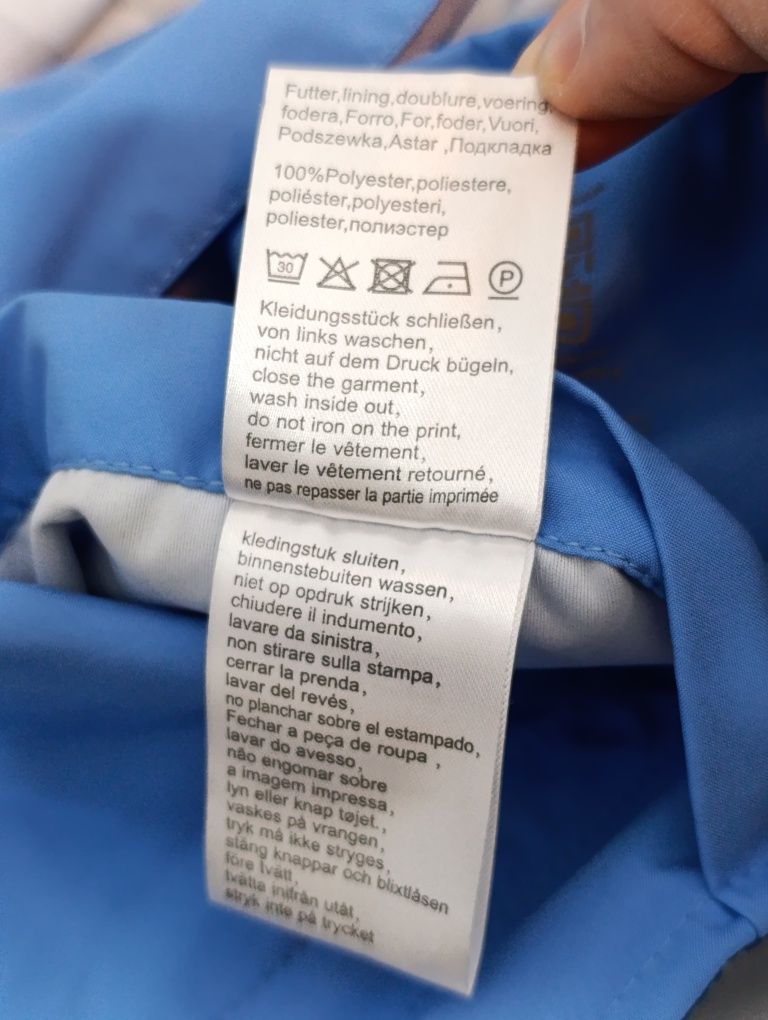 Futter,lining,doublure,voering,
fodera,Forro,For,foder,Vuori,
Podszewka,Astar ,Подкладка
100%Polyester,poliestere,
poliéster,polyesteri,
poliester,полиэстер
30
P
Kleidungsstück schließen,
von links waschen,
nicht auf dem Druck bügeln,
close the garment,
wash inside out,
do not iron on the print,
fermer le vêtement,
laver le vêtement retourné,
ne pas repasser la partie imprimée
kledingstuk sluiten,
binnenstebuiten wassen,
niet op opdruk strijken,
chiudere il indumento,
lavare da sinistra,
non stirare sulla stampa,
cerrar la prenda,
lavar del revés,
no planchar sobre el estampado,
Fechar a peça de roupa ,
lavar do avesso,
não engomar sobre
a imagem impressa,
lyn eller knap tøjet.,
vaskes på vrangen,
tryk må ikke stryges,
stäng knappar och blixtlåsen
före tvätt,
tvätta inifrån utåt,
stryk inte på trycket